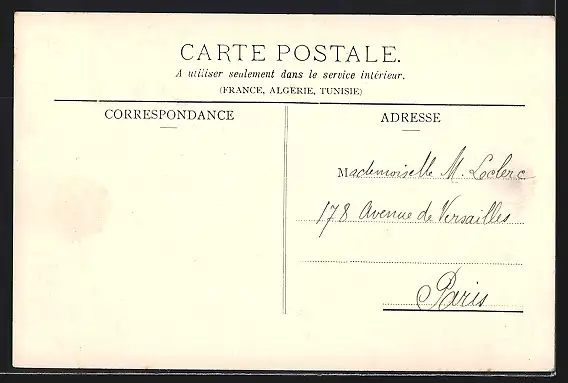 CARTE POSTALE.
A utiliser seulement dans le service intérieur.
(FRANCE, ALGERIE, TUNISIE)
CORRESPONDANCE
ADRESSE
Mademoiselle M. Loclerc
178 Avenue de Versailles
Paris